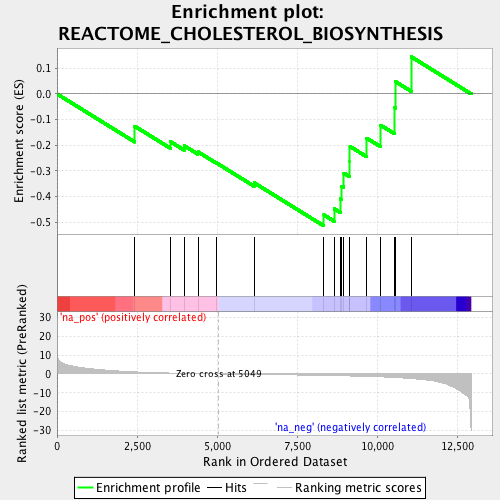 Enrichment plot:
REACTOME_CHOLESTEROL_BIOSYNTHESIS
Enrichment score (ES)
0.1
0.0
-0.1
-0.2
-0.3
-0.4
-0.5
'na_pos' (positively correlated)
Ranked list metric (PreRanked)
30
20
10
0
-10
-20
-30
Zero cross at 5049
'na_neg' (negatively correlated)
0
2,500
5,000
7,500
10,000
12,500
Rank in Ordered Dataset
Enrichment profile
Hits
Ranking metric scores